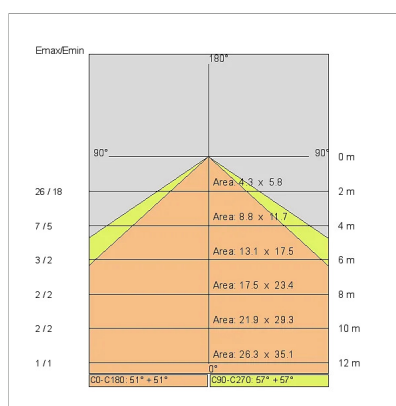 Emax/Emin
180°
90° 90° 0 m
26 / 18 Area: 4.3 x 5.8 2 m
7 / 5 Area: 8.8 x 11.7 4 m
3 / 2 Area: 13.1 x 17.5 6 m
2 / 2 Area: 17.5 x 23.4 8 m
2 / 2 Area: 21.9 x 29.3 10 m
1 / 1 Area: 26.3 x 35.1 12 m
0°
C0-C180: 51° + 51° C90-C270: 57° + 57°